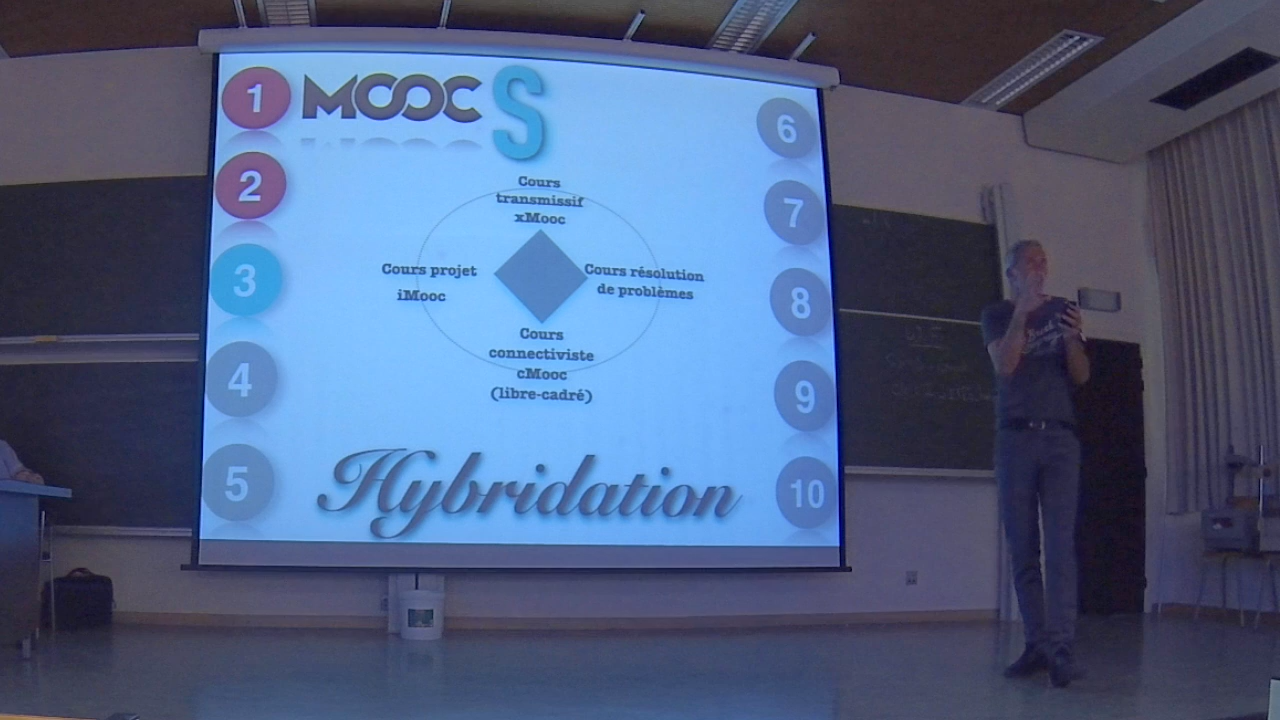 1
MOOC S
2
3
4
5
6
7
8
9
10
Cours
transmissif
xMooc
Cours projet
iMooc
Cours résolution
de problèmes
Cours
connectiviste
cMooc
(libre-cadré)
Hybridation